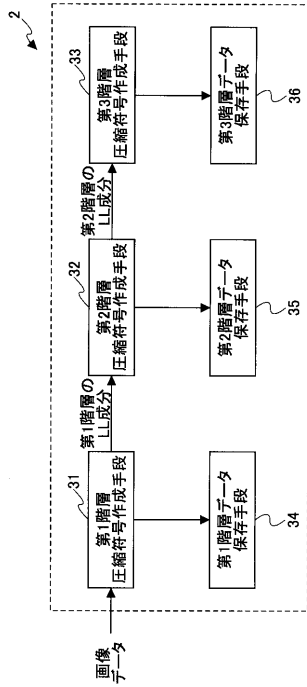 2
画像
データ
31
第1階層
圧縮符号作成手段
第1階層の
LL成分
32
第2階層
圧縮符号作成手段
第2階層の
LL成分
33
第3階層
圧縮符号作成手段
第1階層データ
保存手段
34
第2階層データ
保存手段
35
第3階層データ
保存手段
36